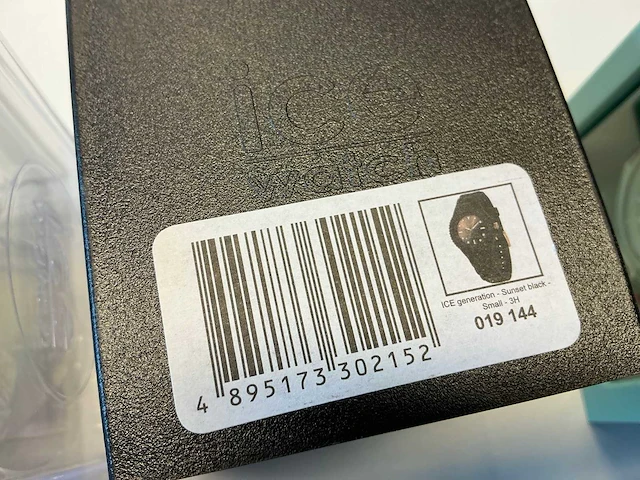 ice
watch
ICE generation - Sunset black -
Small - 3H
019 144
4 895173 302152